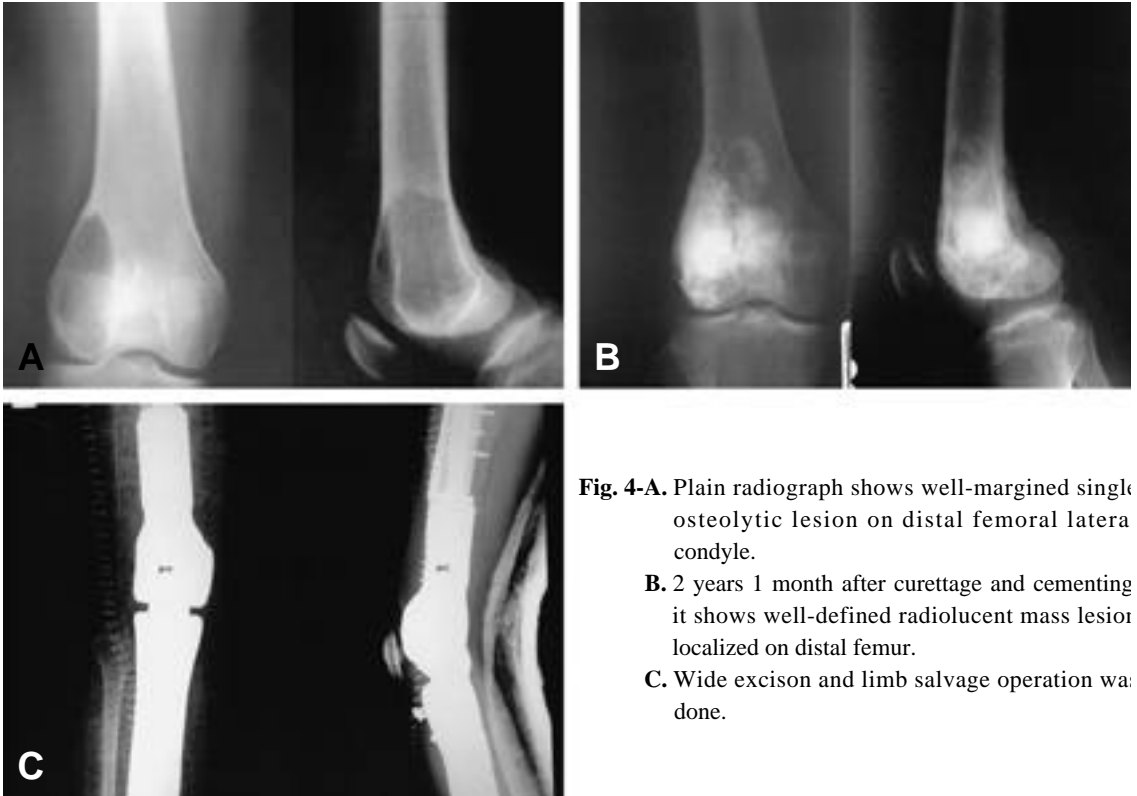 A
B
C
Fig. 4-A. Plain radiograph shows well-margined single
osteolytic lesion on distal femoral latera
condyle.
B. 2 years 1 month after curettage and cementing
it shows well-defined radiolucent mass lesion
localized on distal femur.
C. Wide excison and limb salvage operation was
done.